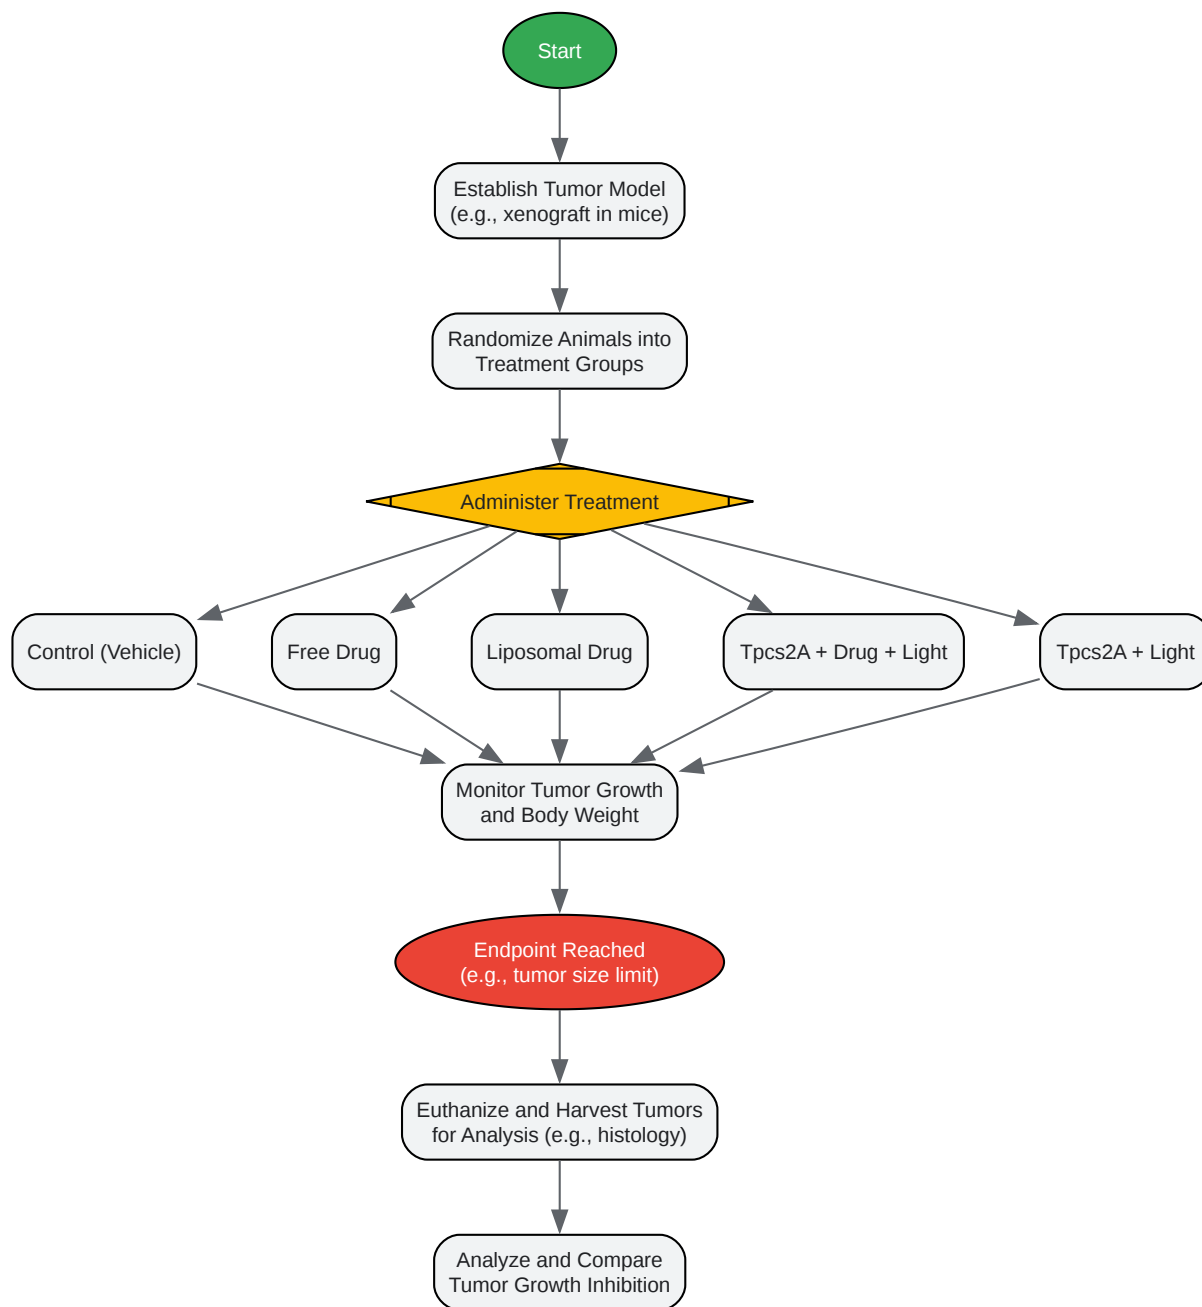 Start
Establish Tumor Model
(e.g., xenograft in mice)
Randomize Animals into
Treatment Groups
Administer Treatment
Control (Vehicle)
Free Drug
Liposomal Drug
Tpcs2A + Drug + Light
Tpcs2A + Light
Monitor Tumor Growth
and Body Weight
Endpoint Reached
(e.g., tumor size limit)
Euthanize and Harvest Tumors
for Analysis (e.g., histology)
Analyze and Compare
Tumor Growth Inhibition